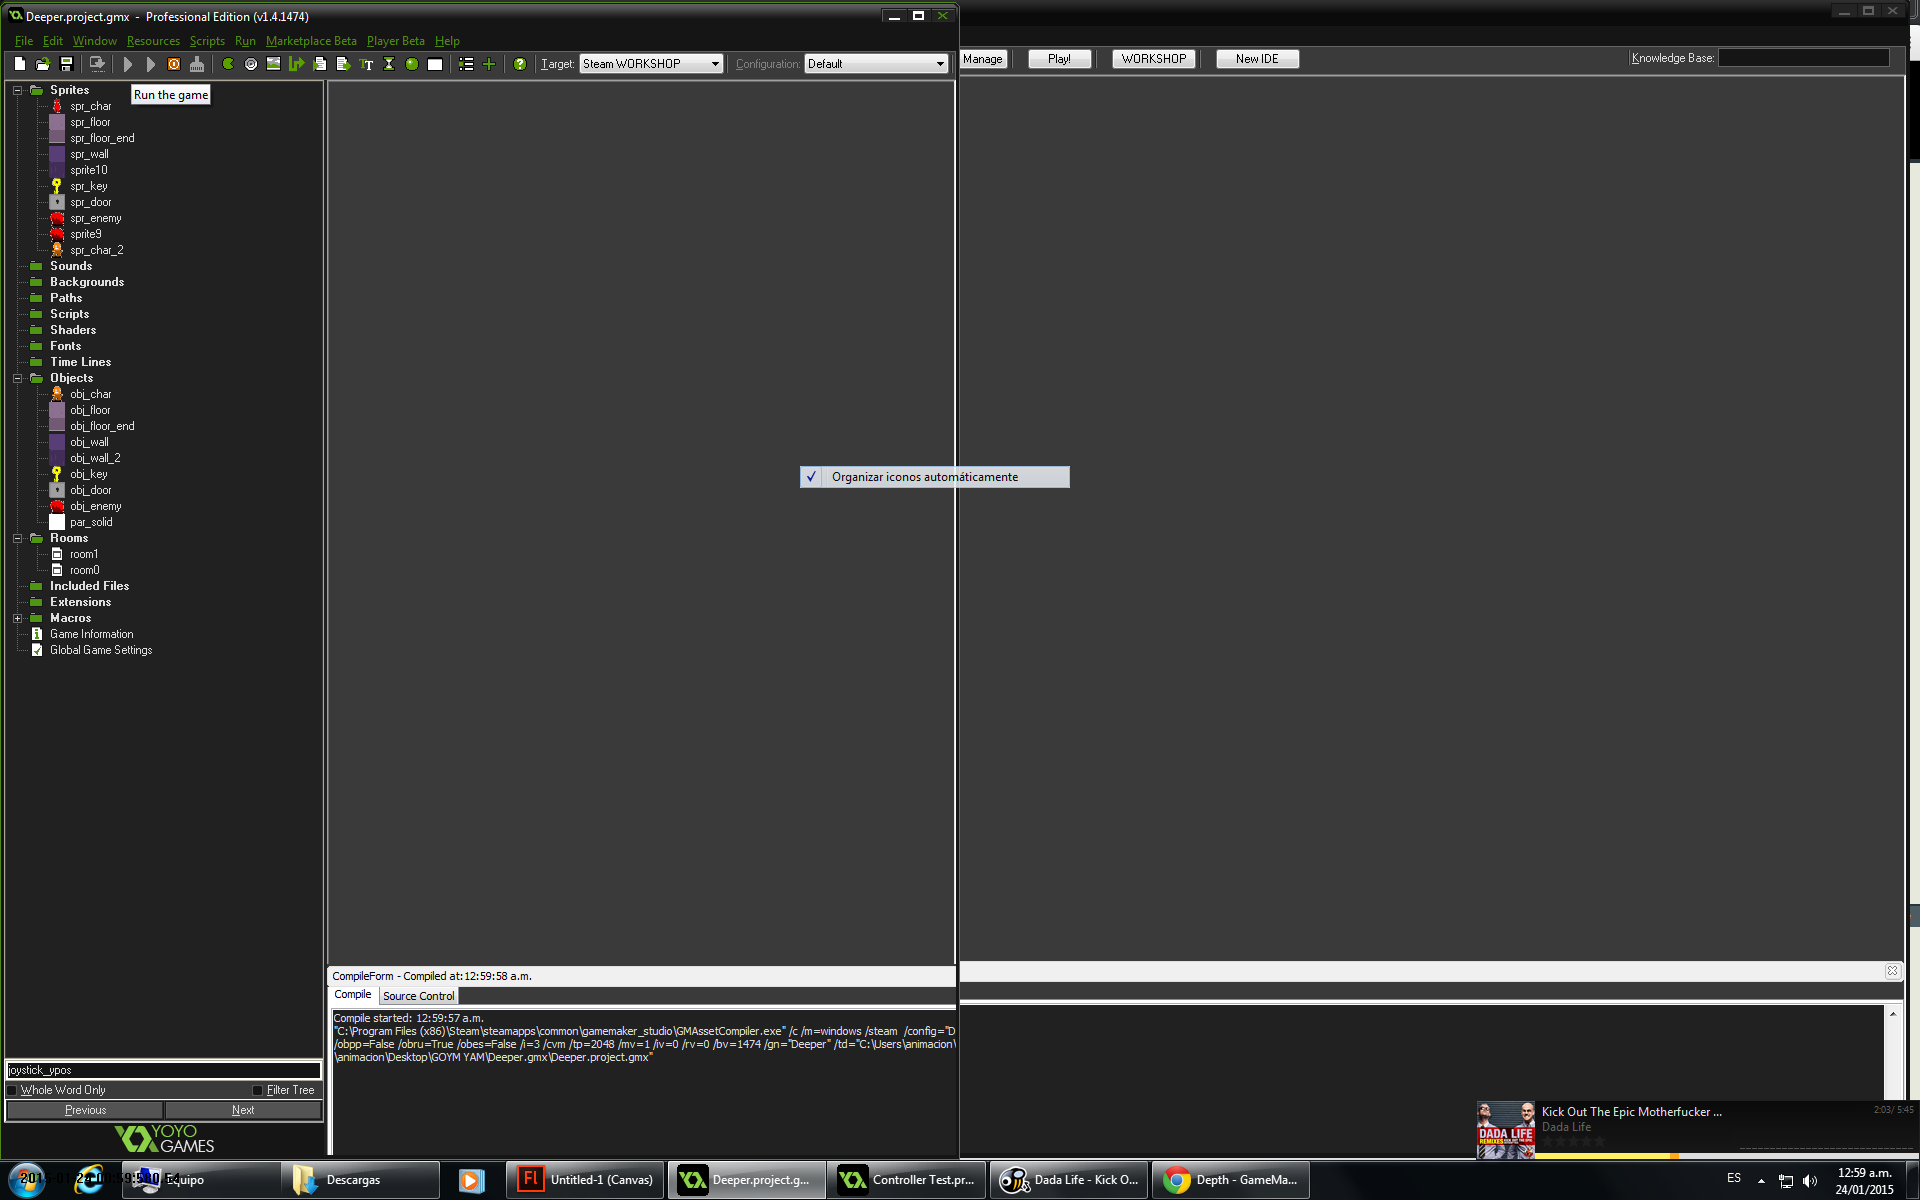 Deeper.project.gmx - Professional Edition (v1.4.1474)
File Edit Window Resources Scripts Run Marketplace Beta Player Beta Help
Target: Steam WORKSHOP Configuration: Default
Manage Play! WORKSHOP New IDE Knowledge Base:
Run the game
Sprites
spr_char
spr_floor
spr_floor_end
spr_wall
sprite10
spr_key
spr_door
spr_enemy
sprite9
spr_char_2
Sounds
Backgrounds
Paths
Scripts
Shaders
Fonts
Time Lines
Objects
obj_char
obj_floor
obj_floor_end
obj_wall
obj_wall_2
obj_key
obj_door
obj_enemy
par_solid
Rooms
room1
room0
Included Files
Extensions
Macros
Game Information
Global Game Settings
Organizar iconos automáticamente
joystick_ypos
Whole Word Only Filter Tree
Previous Next
YOYO GAMES
CompileForm - Compiled at: 12:59:58 a.m.
Compile Source Control
Compile started: 12:59:57 a.m.
"C:\Program Files (x86)\Steam\steamapps\common\gamemaker_studio\GMAssetCompiler.exe" /c /m=windows /steam /config="D
/obpp=False /obru=True /obes=False /i=3 /cvm /tp=2048 /mv=1 /iv=0 /rv=0 /bv=1474 /gn="Deeper" /td="C:\Users\animacion\
\animacion\Desktop\GOYM YAM\Deeper.gmx\Deeper.project.gmx"
DADA LIFE
Kick Out The Epic Motherfucker ...
Dada Life
2:03/ 5:45
Equipo
Descargas
Untitled-1 (Canvas)
Deeper.project.g...
Controller Test.pr...
Dada Life - Kick O...
Depth - GameMa...
ES
12:59 a.m.
24/01/2015